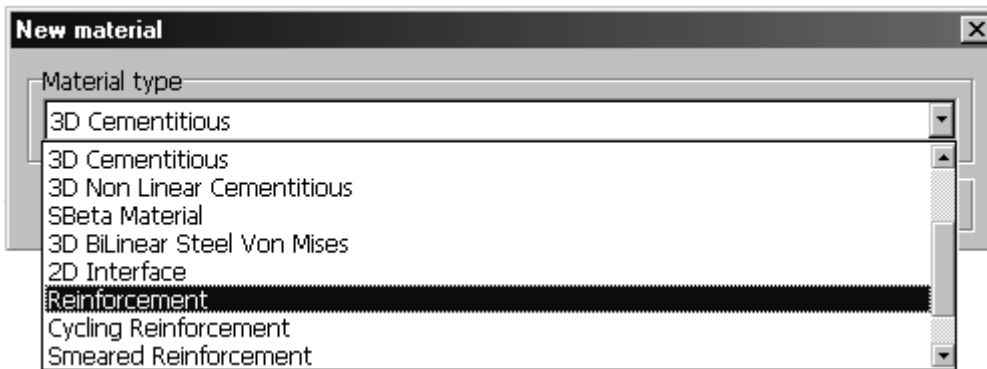 New material
Material type
3D Cementitious
3D Cementitious
3D Non Linear Cementitious
SBeta Material
3D BiLinear Steel Von Mises
2D Interface
Reinforcement
Cycling Reinforcement
Smeared Reinforcement